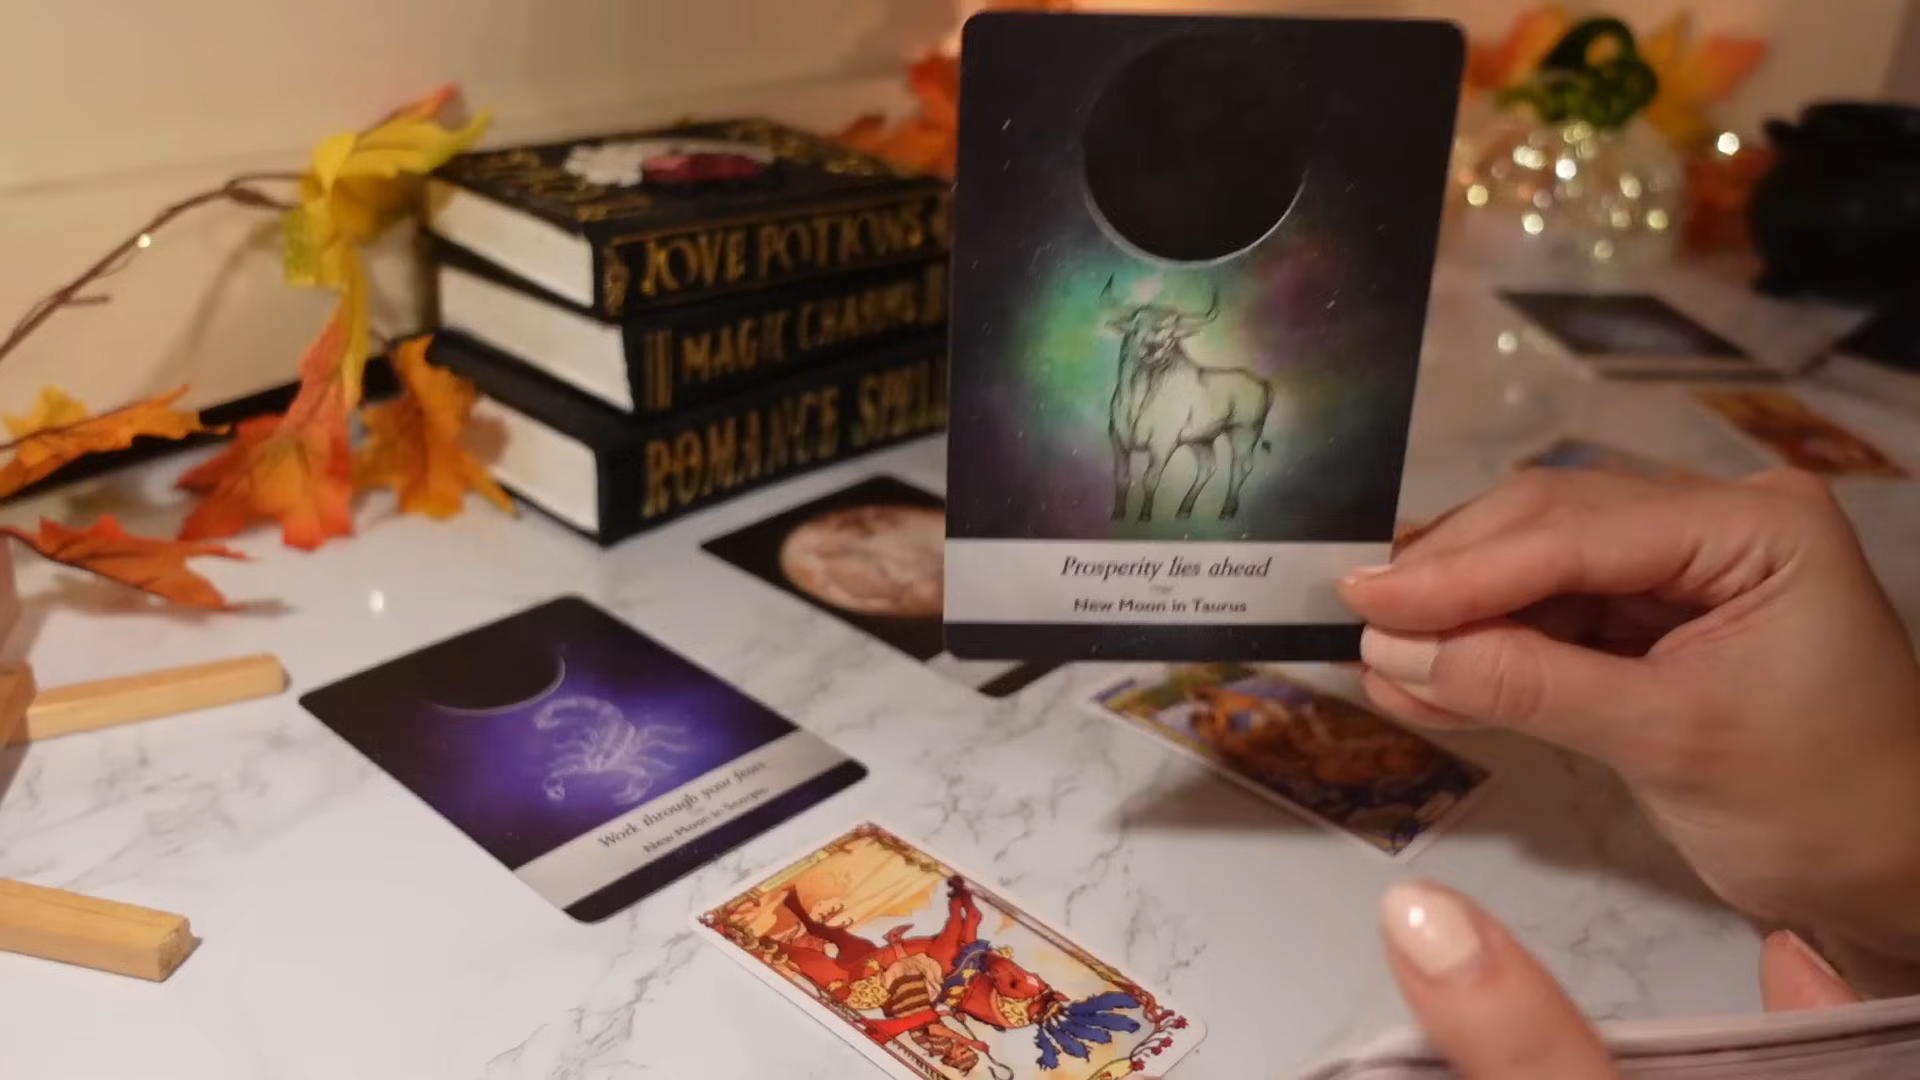 LOVE POTIONS
MAGIC CHARMS
ROMANCE SPELL
Prosperity lies ahead
New Moon in Taurus
Work through your fears
New Moon in Scorpio